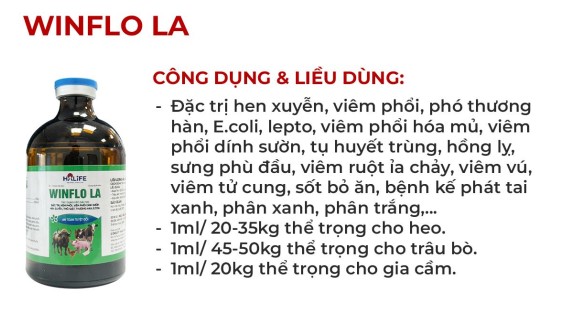 WINFLO LA
CÔNG DỤNG & LIỀU DÙNG:
- Đặc trị hen xuyễn, viêm phổi, phó thương
hàn, E.coli, lepto, viêm phổi hóa mủ, viêm
phổi dính sườn, tụ huyết trùng, hồng lỵ,
sưng phù đầu, viêm ruột ỉa chảy, viêm vú,
viêm tử cung, sốt bỏ ăn, bệnh kế phát tai
xanh, phân xanh, phân trắng,...
- 1ml/ 20-35kg thể trọng cho heo.
- 1ml/ 45-50kg thể trọng cho trâu bò.
- 1ml/ 20kg thể trọng cho gia cầm.
WINFLO LA